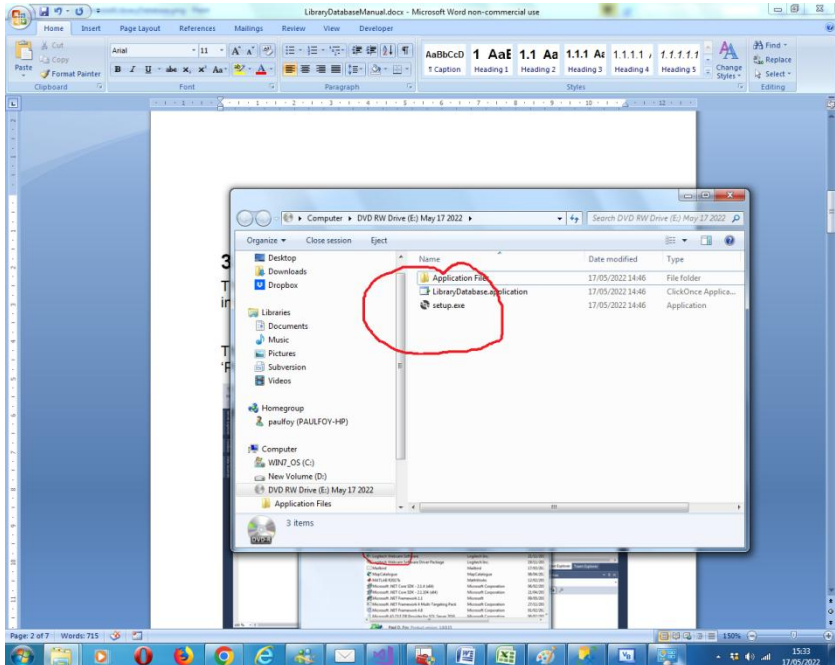 LibraryDatabaseManual.docx - Microsoft Word non-commercial use
Home Insert Page Layout References Mailings Review View Developer
Paste
Cut
Copy
Format Painter
Clipboard
Arial 11
Font
Paragraph
AaBbCcD 1 AaE 1.1 Aa 1.1.1 Aa 1.1.1.1 1.1.1.1.1
¶ Caption Heading 1 Heading 2 Heading 3 Heading 4 Heading 5
Change Styles
Styles
Find
Replace
Select
Editing
Computer DVD RW Drive (E:) May 17 2022
Search DVD RW Drive (E:) May 17 2022
Organize Close session Eject
Desktop
Downloads
Dropbox
Libraries
Documents
Music
Pictures
Subversion
Videos
Homegroup
paulfoy (PAULFOY-HP)
Computer
WIN7_OS (C:)
New Volume (D:)
DVD RW Drive (E:) May 17 2022
Application Files
Name Date modified Type
Application Files 17/05/2022 14:46 File folder
LibraryDatabase.application 17/05/2022 14:46 ClickOnce Applica...
setup.exe 17/05/2022 14:46 Application
3 items
Page: 2 of 7 Words: 715
150%
15:33
17/05/2022